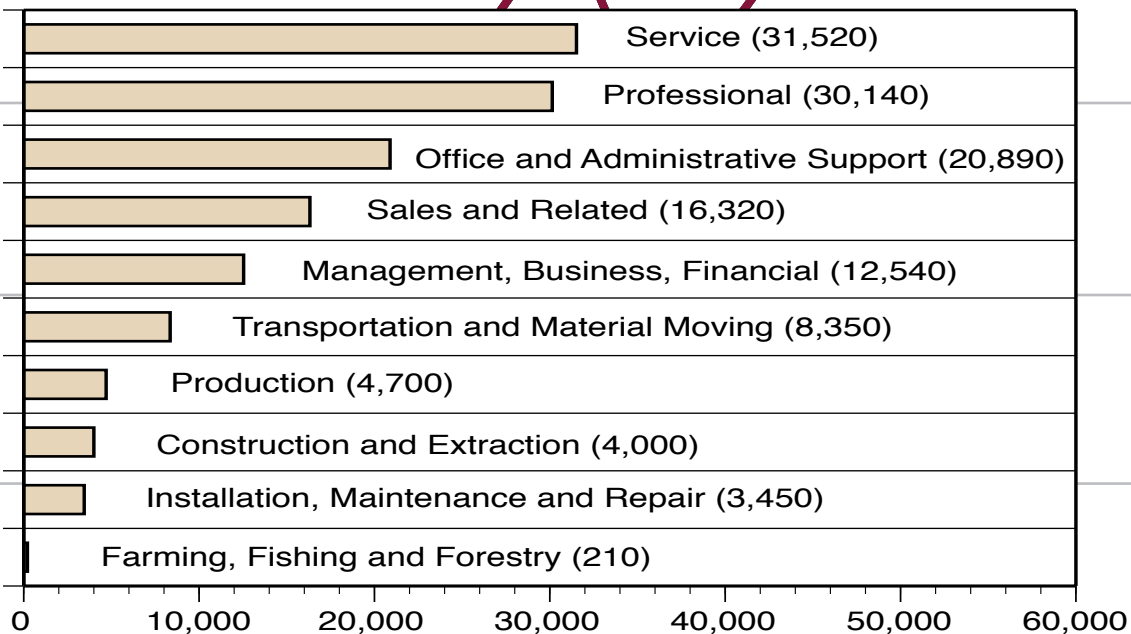 Service (31,520)
Professional (30,140)
Office and Administrative Support (20,890)
Sales and Related (16,320)
Management, Business, Financial (12,540)
Transportation and Material Moving (8,350)
Production (4,700)
Construction and Extraction (4,000)
Installation, Maintenance and Repair (3,450)
Farming, Fishing and Forestry (210)
0 10,000 20,000 30,000 40,000 50,000 60,000